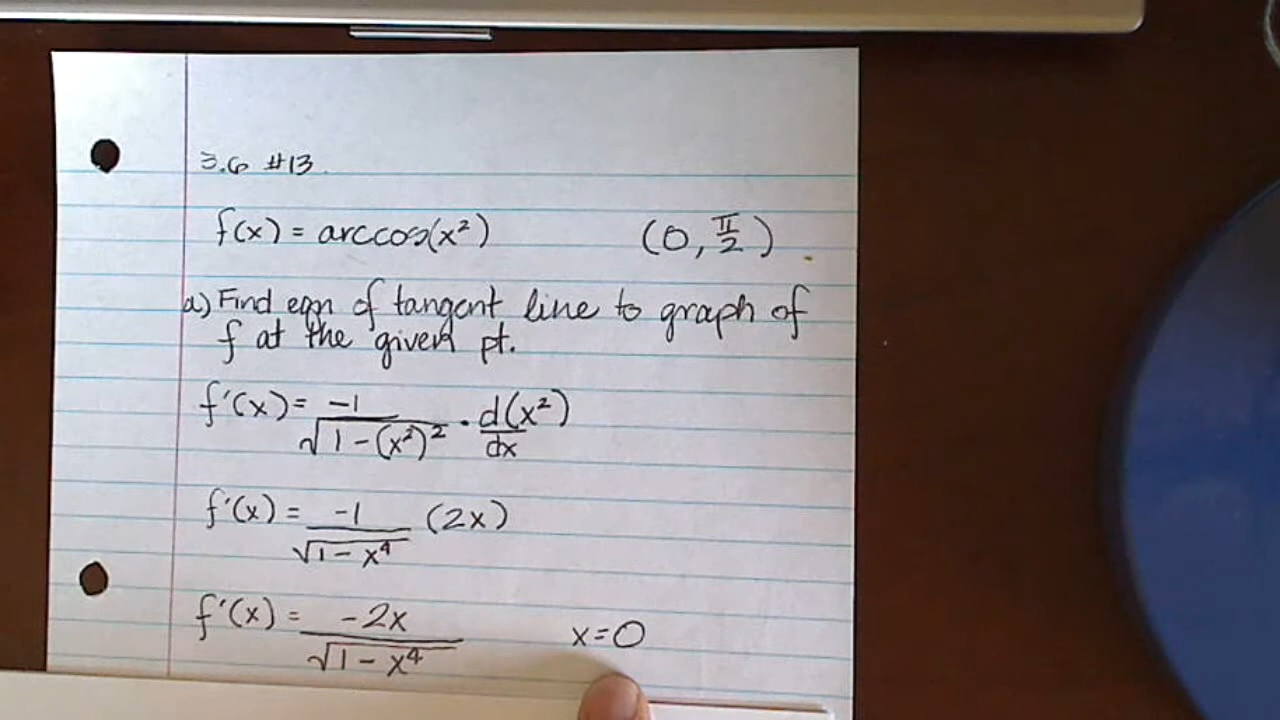 3.6 #13.
f(x) = arccos(x²) (0, π/2)
a) Find eqn of tangent line to graph of
f at the given pt.
f'(x) = -1/√(1-(x²)²) · d/dx(x²)
f'(x) = -1/√(1-x⁴) (2x)
f'(x) = -2x/√(1-x⁴) x=0